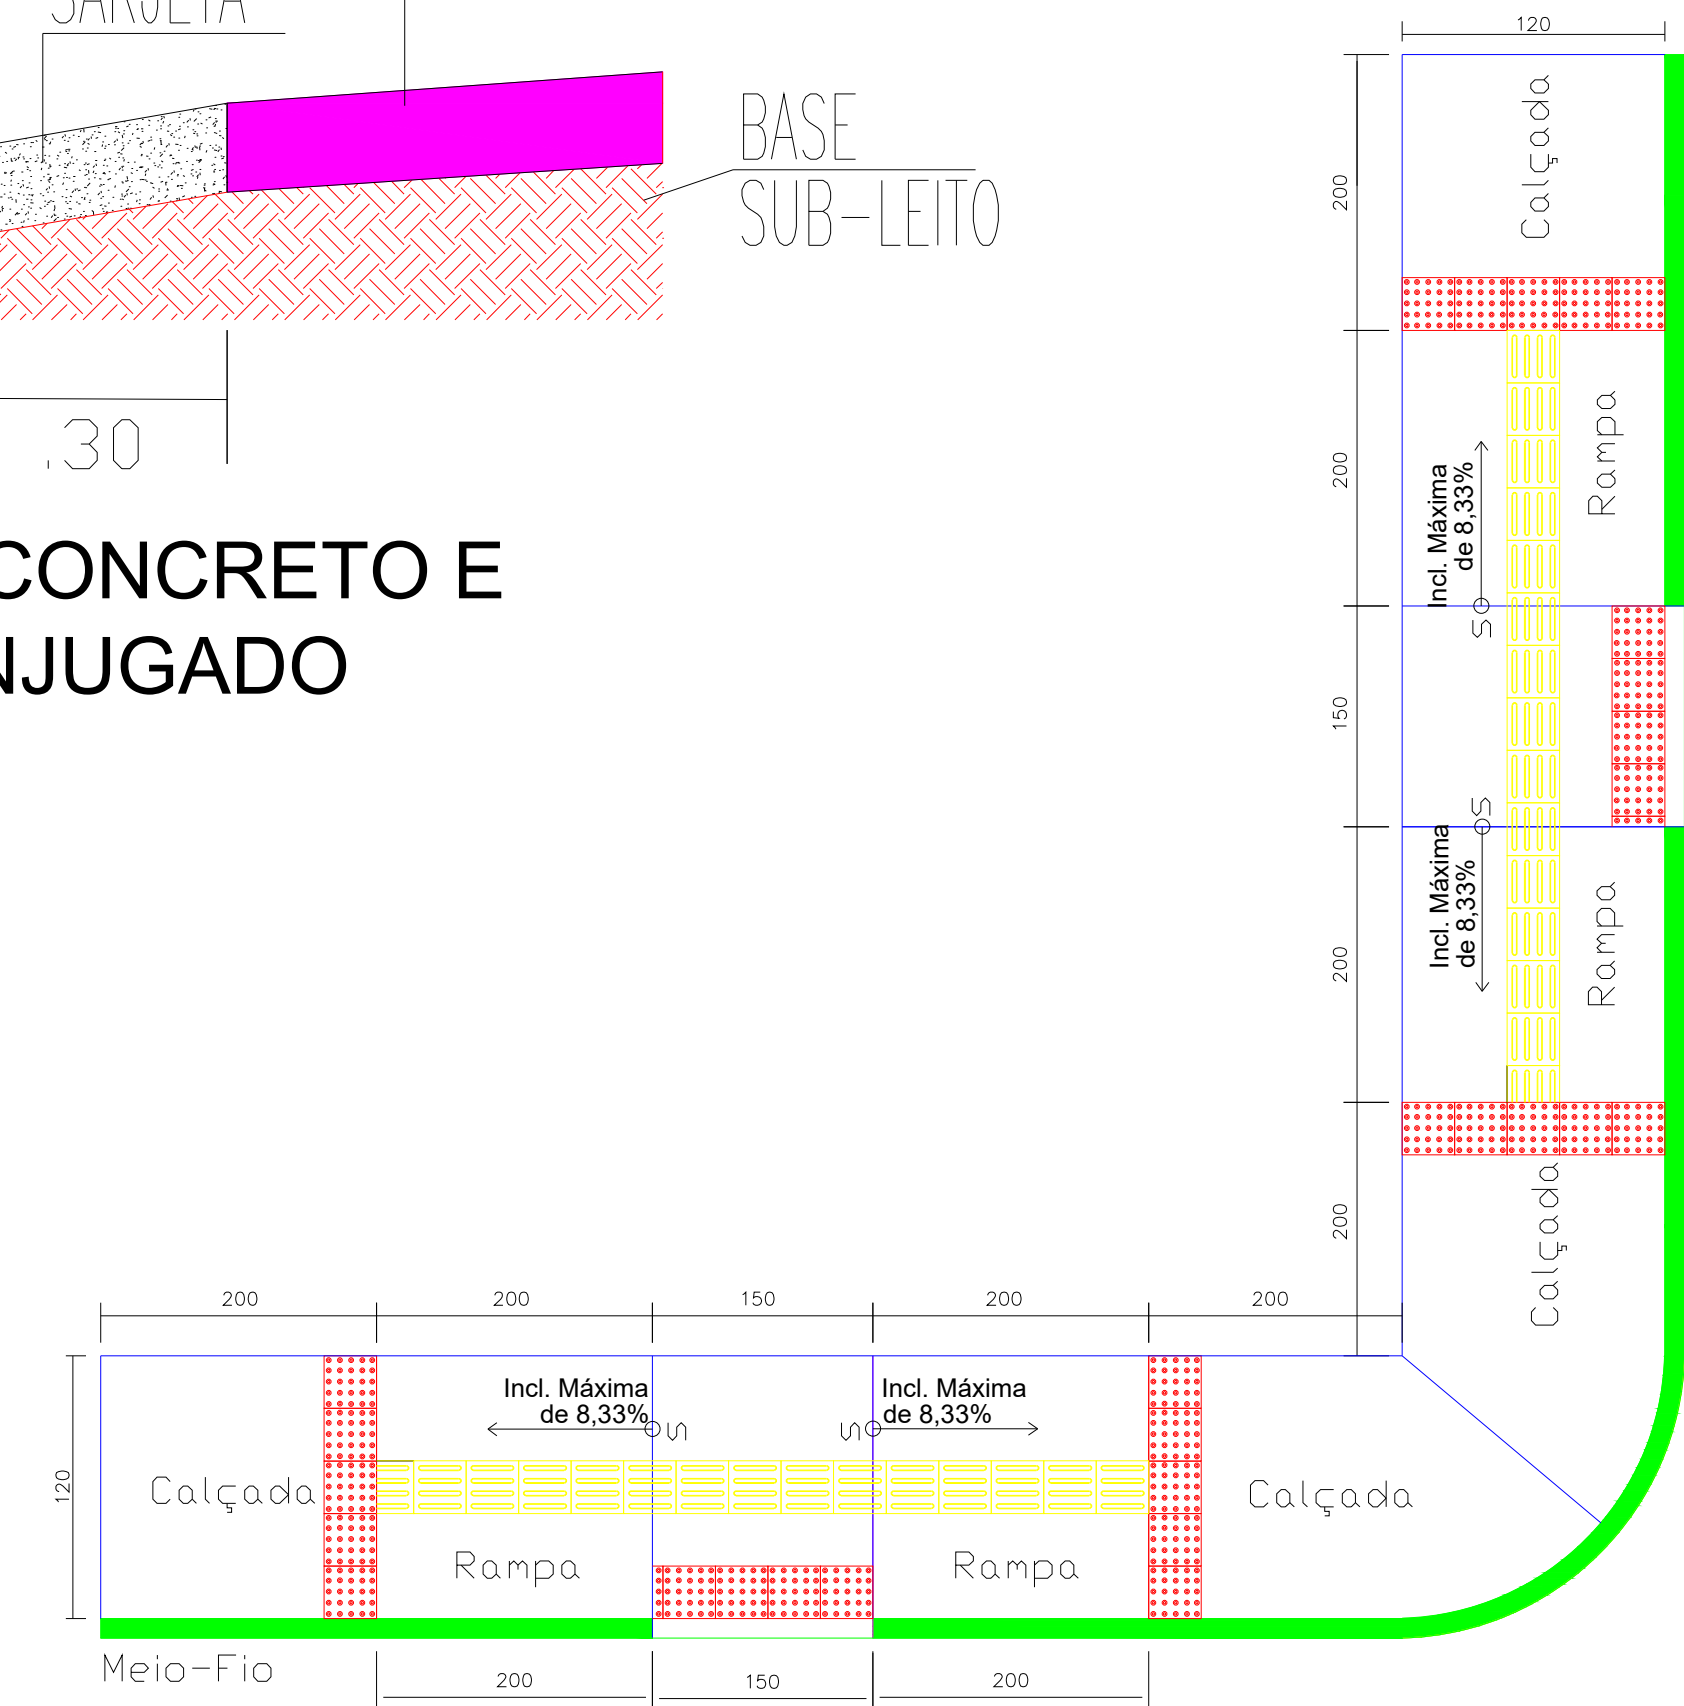 SARJETA
BASE
SUB-LEITO
.30
CONCRETO E
NJUGADO
120
Calçada
200
Rampa
200
Incl. Máxima
de 8,33%
S
150
S
Incl. Máxima
de 8,33%
200
Rampa
Calçada
200
200
200
150
200
200
Incl. Máxima
de 8,33%
S
S
Incl. Máxima
de 8,33%
120
Calçada
Calçada
Rampa
Rampa
Meio-Fio
200
150
200